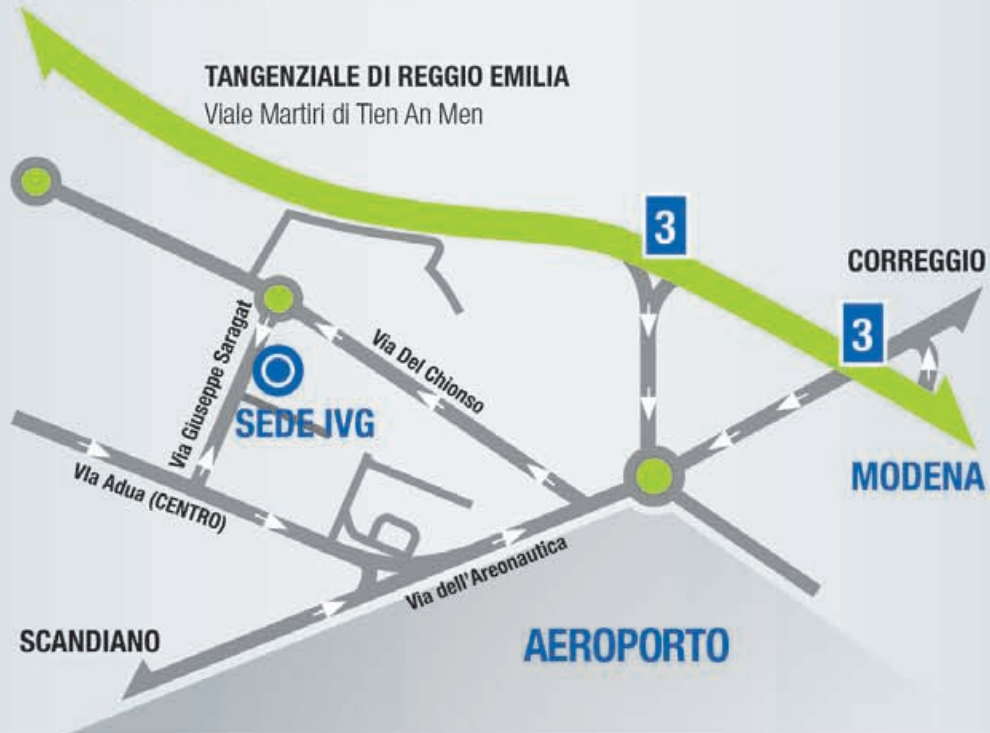 TANGENZIALE DI REGGIO EMILIA
Viale Martiri di Tien An Men
3
CORREGGIO
3
Via Giuseppe Saragat
Via Del Chionso
SEDE IVG
MODENA
VIa Adua (CENTRO)
Via dell'Areonautica
SCANDIANO
AEROPORTO